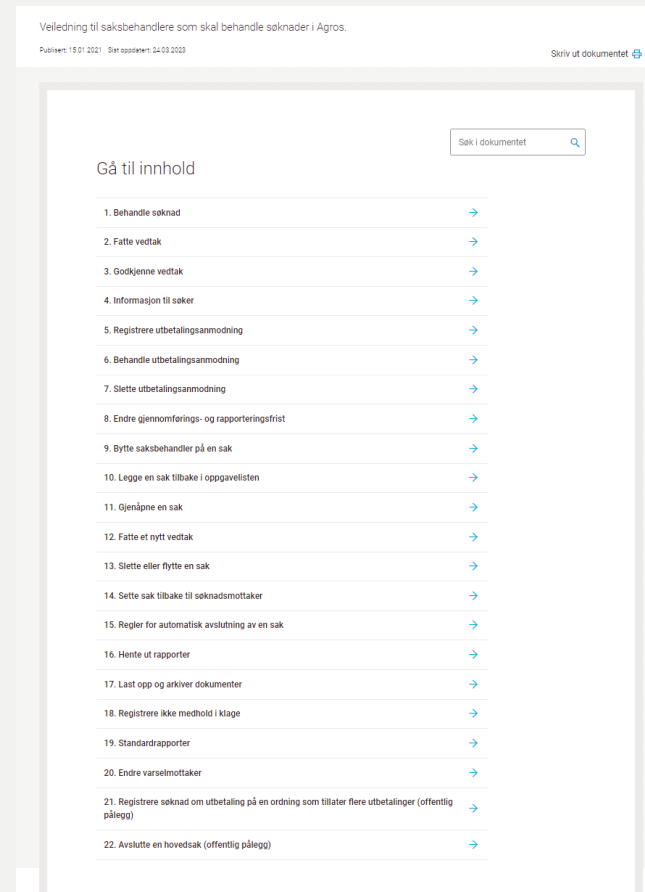 Veiledning til saksbehandlere som skal behandle søknader i Agros.
Publisert: 15.01.2021 Sist oppdatert: 24.03.2023
Skriv ut dokumentet
Søk i dokumentet
Gå til innhold
1. Behandle søknad
2. Fatte vedtak
3. Godkjenne vedtak
4. Informasjon til søker
5. Registrere utbetalingsanmodning
6. Behandle utbetalingsanmodning
7. Slette utbetalingsanmodning
8. Endre gjennomførings- og rapporteringsfrist
9. Bytte saksbehandler på en sak
10. Legge en sak tilbake i oppgavelisten
11. Gjenåpne en sak
12. Fatte et nytt vedtak
13. Slette eller flytte en sak
14. Sette sak tilbake til søknadsmottaker
15. Regler for automatisk avslutning av en sak
16. Hente ut rapporter
17. Last opp og arkiver dokumenter
18. Registrere ikke medhold i klage
19. Standardrapporter
20. Endre varselmottaker
21. Registrere søknad om utbetaling på en ordning som tillater flere utbetalinger (offentlig
pålegg)
22. Avslutte en hovedsak (offentlig pålegg)